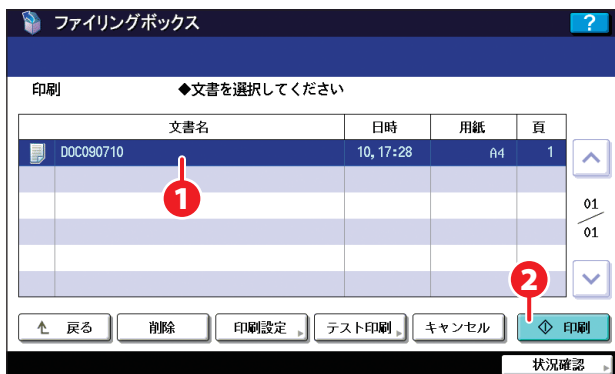 ファイリングボックス ?
印刷 ◆文書を選択してください
文書名 日時 用紙 頁
DOC090710 10,17:28 A4 1
1
01
01
2
戻る 削除 印刷設定 テスト印刷 キャンセル 印刷
状況確認